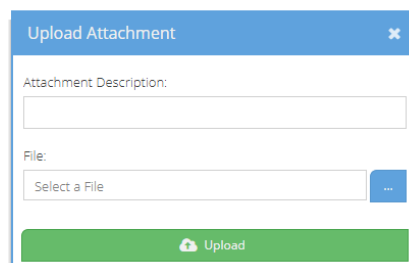 Upload Attachment
Attachment Description:
File:
Select a File
...
Upload